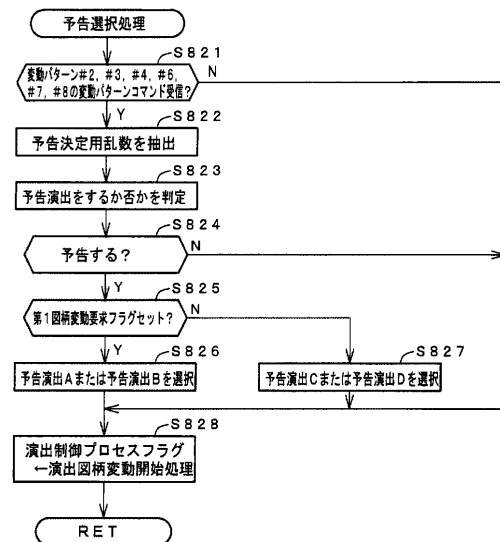 予告選択処理
S821
変動パターン#2, #3, #4, #6,
#7, #8の変動パターンコマンド受信?
N
Y
S822
予告決定用乱数を抽出
S823
予告演出をするか否かを判定
S824
予告する?
N
Y
S825
第1図柄変動要求フラグセット?
N
Y
S826
予告演出Aまたは予告演出Bを選択
S827
予告演出Cまたは予告演出Dを選択
S828
演出制御プロセスフラグ
←演出図柄変動開始処理
RET